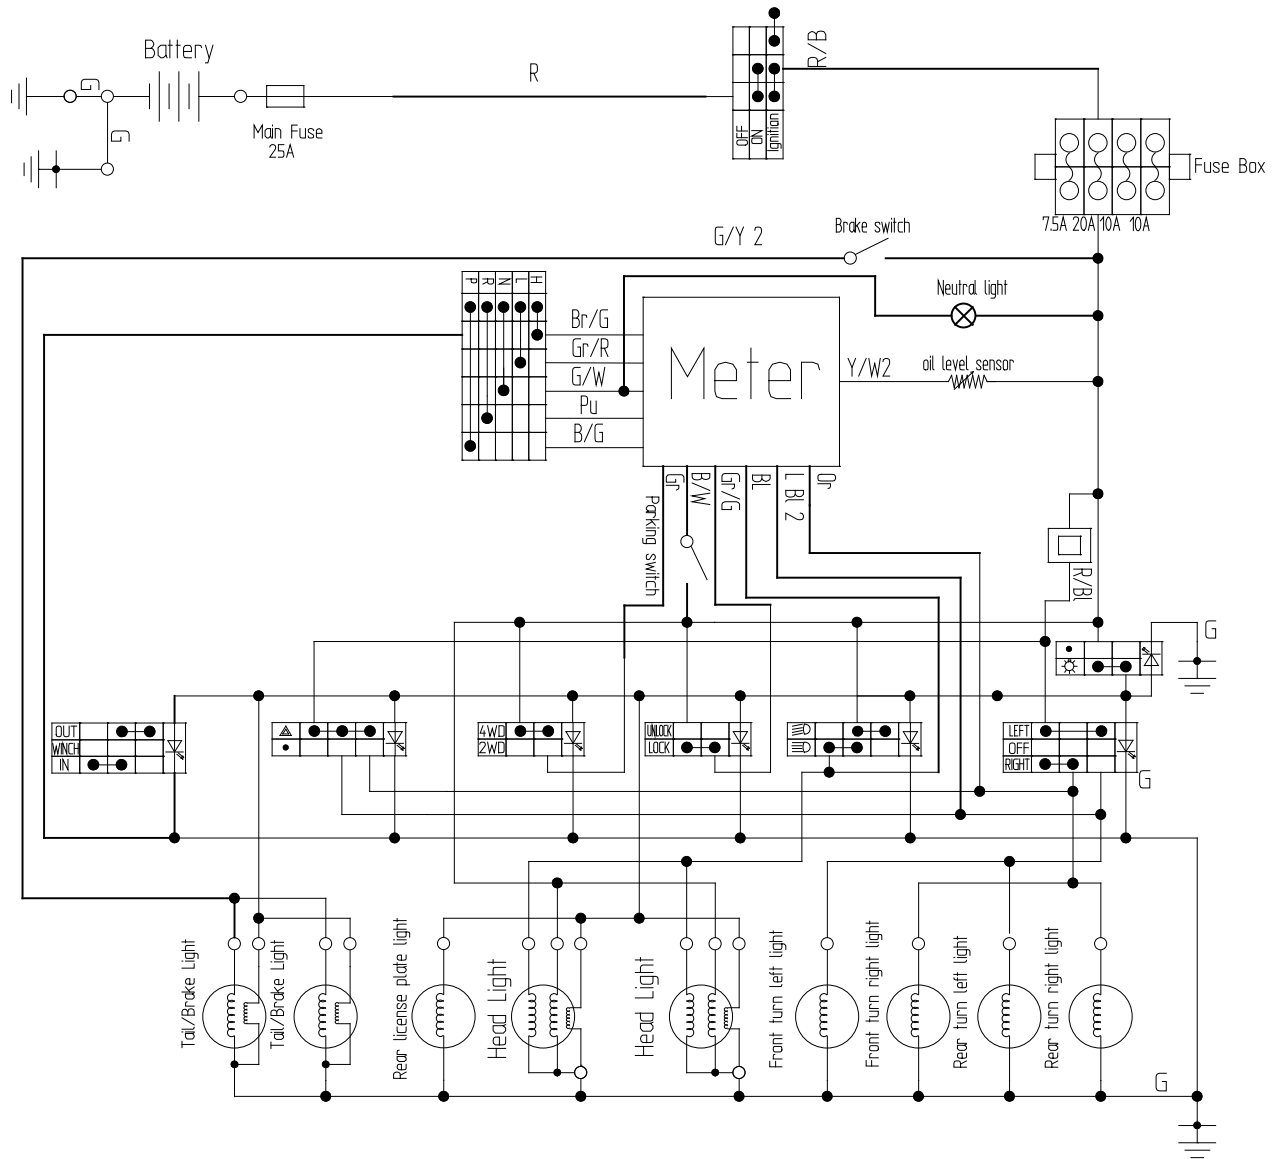 Battery
G
G
Main Fuse
25A
R
OFF
ON
Ignition
R/B
Fuse Box
7.5A 20A 10A 10A
G/Y 2
Brake switch
Neutral light
P R N L H
Br/G
Gr/R
G/W
Pu
B/G
Meter
Y/W2
oil level sensor
Gr
B/W
Gr/G
BL
L Bl 2
Or
Parking switch
R/Bl
G
OUT
WINCH
IN
4WD
2WD
UNLOCK
LOCK
LEFT
OFF
RIGHT
G
Tail/Brake Light
Tail/Brake Light
Rear license plate light
Head Light
Head Light
Front turn left light
Front turn right light
Rear turn left light
Rear turn right light
G